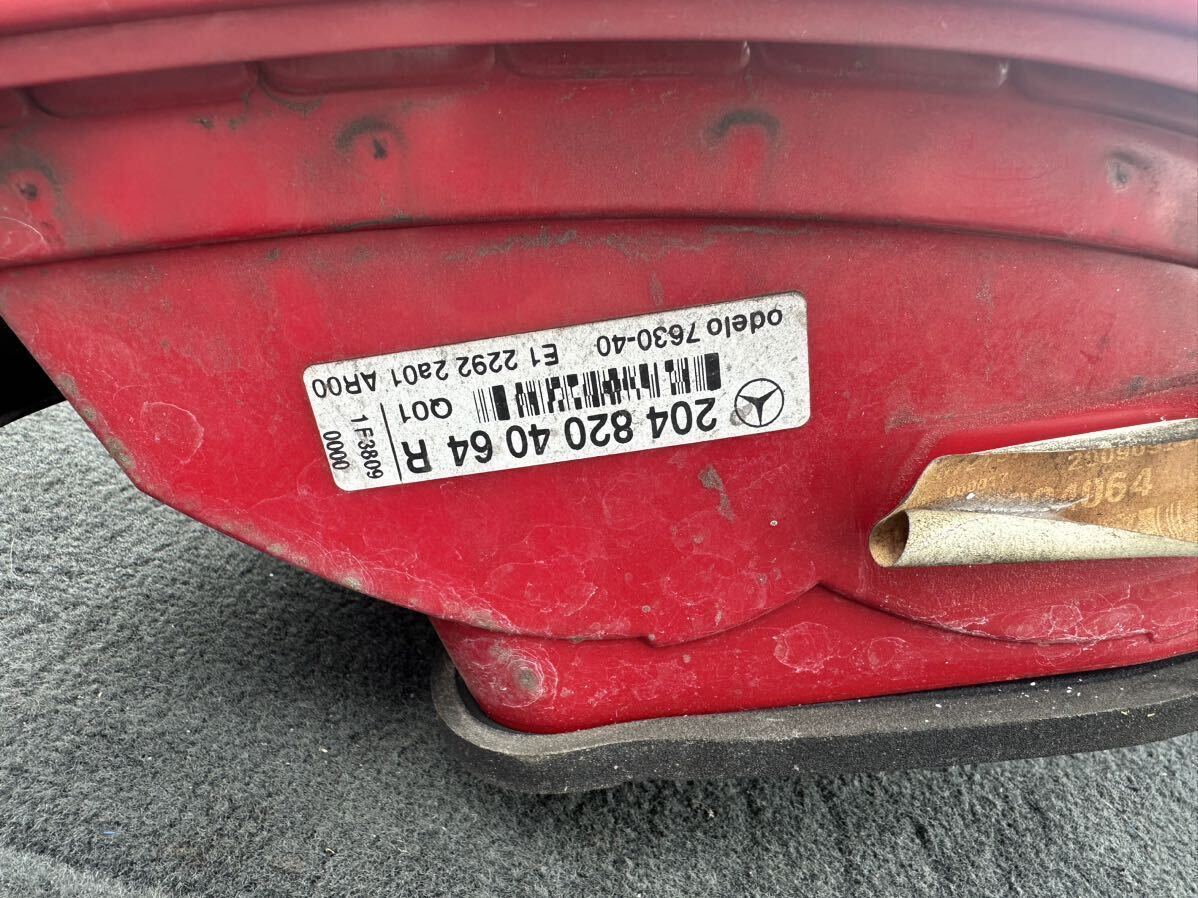 204 820 40 64 R
Q01
1F3809
0000
E1 2292 2a01 AR00
odelo 7630-40